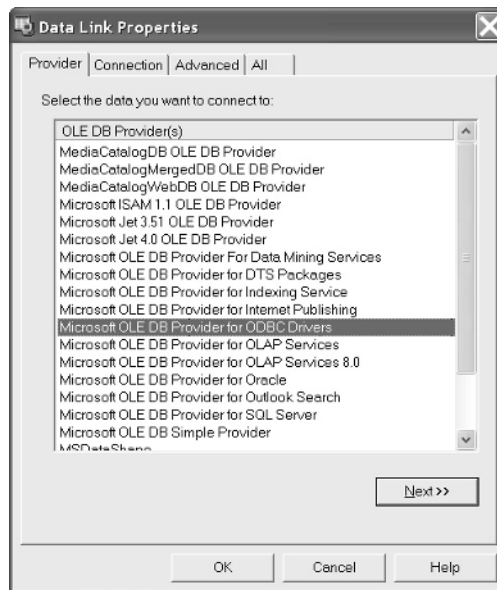 Data Link Properties
Provider Connection Advanced All
Select the data you want to connect to:
OLE DB Provider(s)
MediaCatalogDB OLE DB Provider
MediaCatalogMergedDB OLE DB Provider
MediaCatalogWebDB OLE DB Provider
Microsoft ISAM 1.1 OLE DB Provider
Microsoft Jet 3.51 OLE DB Provider
Microsoft Jet 4.0 OLE DB Provider
Microsoft OLE DB Provider For Data Mining Services
Microsoft OLE DB Provider for DTS Packages
Microsoft OLE DB Provider for Indexing Service
Microsoft OLE DB Provider for Internet Publishing
Microsoft OLE DB Provider for ODBC Drivers
Microsoft OLE DB Provider for OLAP Services
Microsoft OLE DB Provider for OLAP Services 8.0
Microsoft OLE DB Provider for Oracle
Microsoft OLE DB Provider for Outlook Search
Microsoft OLE DB Provider for SQL Server
Microsoft OLE DB Simple Provider
MSDataShape
Next >>
OK Cancel Help